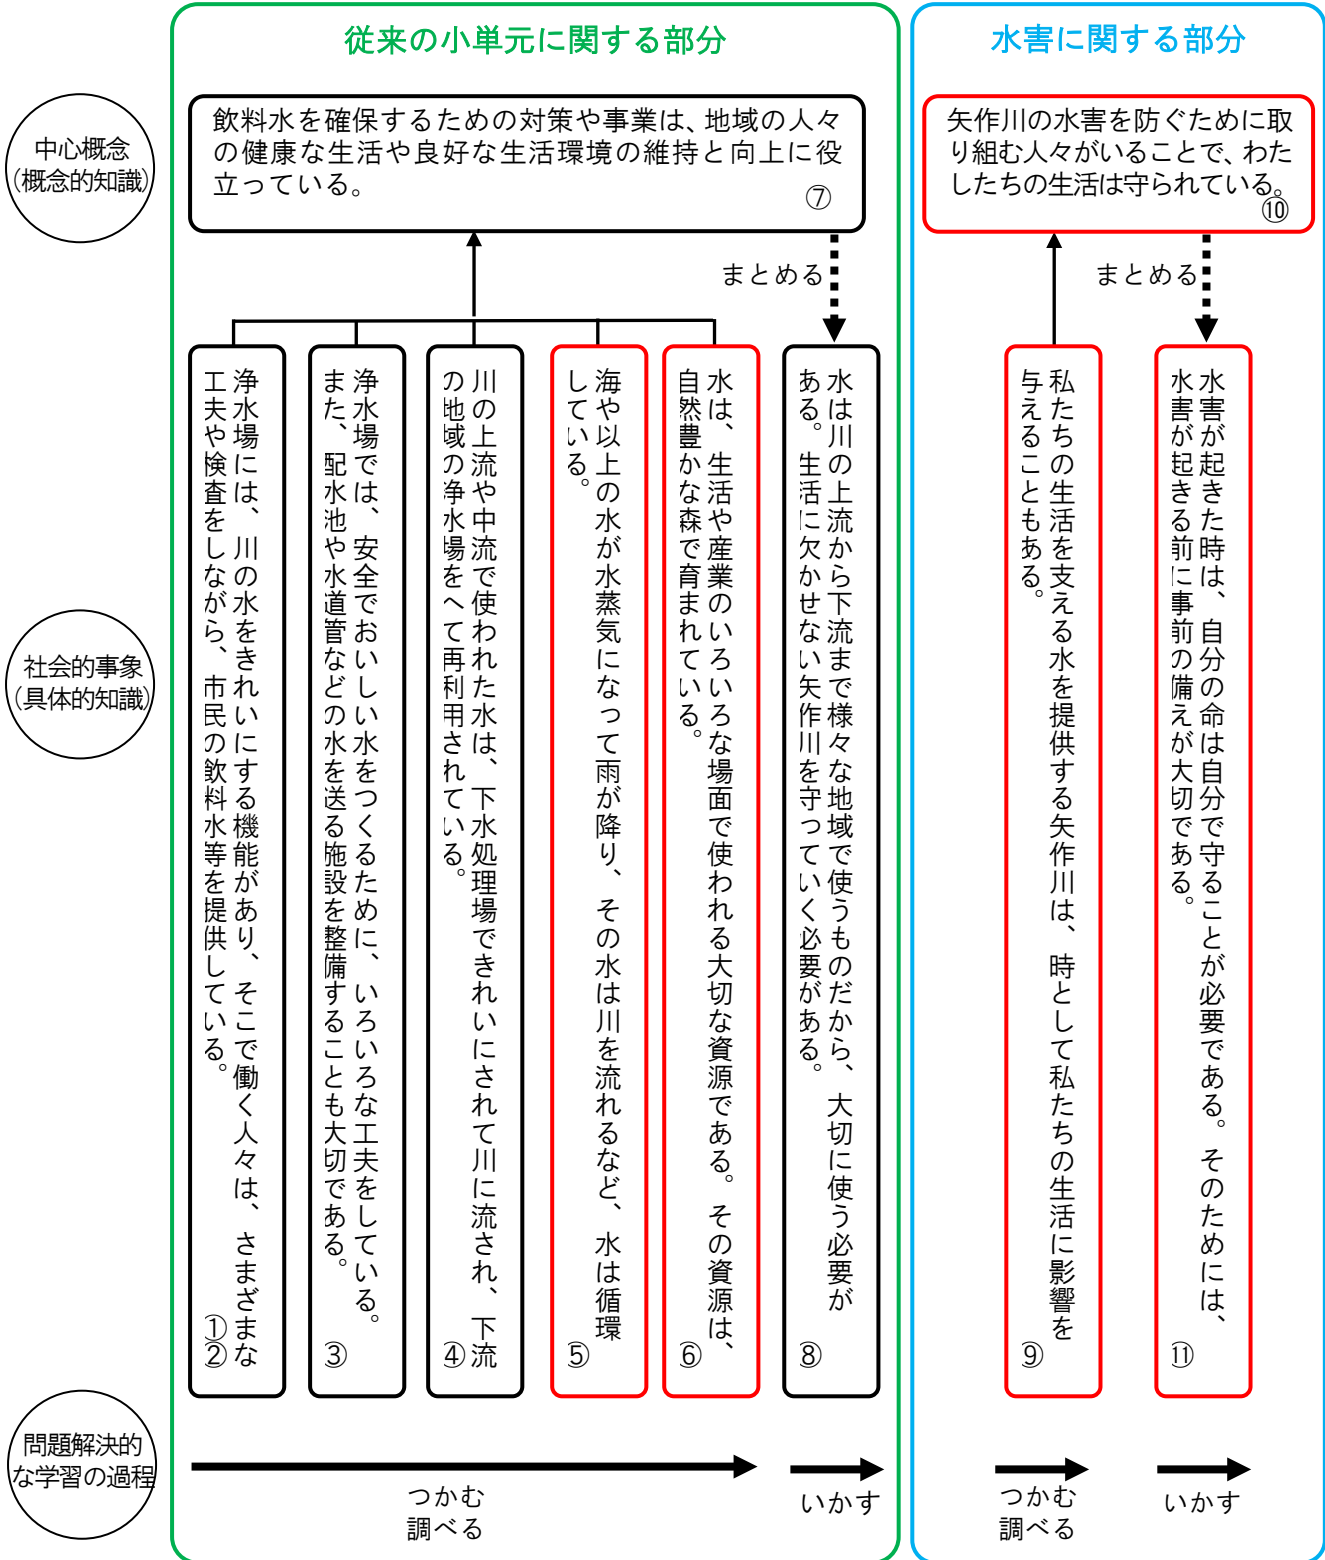 従来の小単元に関する部分
水害に関する部分
中心概念
(概念的知識)
飲料水を確保するための対策や事業は、地域の人々
の健康な生活や良好な生活環境の維持と向上に役
立っている。
⑦
矢作川の水害を防ぐために取
り組む人々がいることで、わた
したちの生活は守られている。
⑩
まとめる
まとめる
社会的事象
(具体的知識)
浄水場には、川の水をきれいにする機能があり、そこで働く人々は、さまざまな
工夫や検査をしながら、市民の飲料水等を提供している。 ①②
浄水場では、安全でおいしい水をつくるために、いろいろな工夫をしている。
また、配水池や水道管などの水を送る施設を整備することも大切である。 ③
川の上流や中流で使われた水は、下水処理場できれいにされて川に流され、下流
の地域の浄水場をへて再利用されている。 ④
海や以上の水が水蒸気になって雨が降り、その水は川を流れるなど、水は循環
している。 ⑤
水は、生活や産業のいろいろな場面で使われる大切な資源である。その資源は、
自然豊かな森で育まれている。 ⑥
水は川の上流から下流まで様々な地域で使うものだから、大切に使う必要が
ある。生活に欠かせない矢作川を守っていく必要がある。 ⑧
私たちの生活を支える水を提供する矢作川は、時として私たちの生活に影響を
与えることもある。 ⑨
水害が起きた時は、自分の命は自分で守ることが必要である。そのためには、
水害が起きる前に事前の備えが大切である。 ⑪
問題解決的
な学習の過程
つかむ
調べる
いかす
つかむ
調べる
いかす